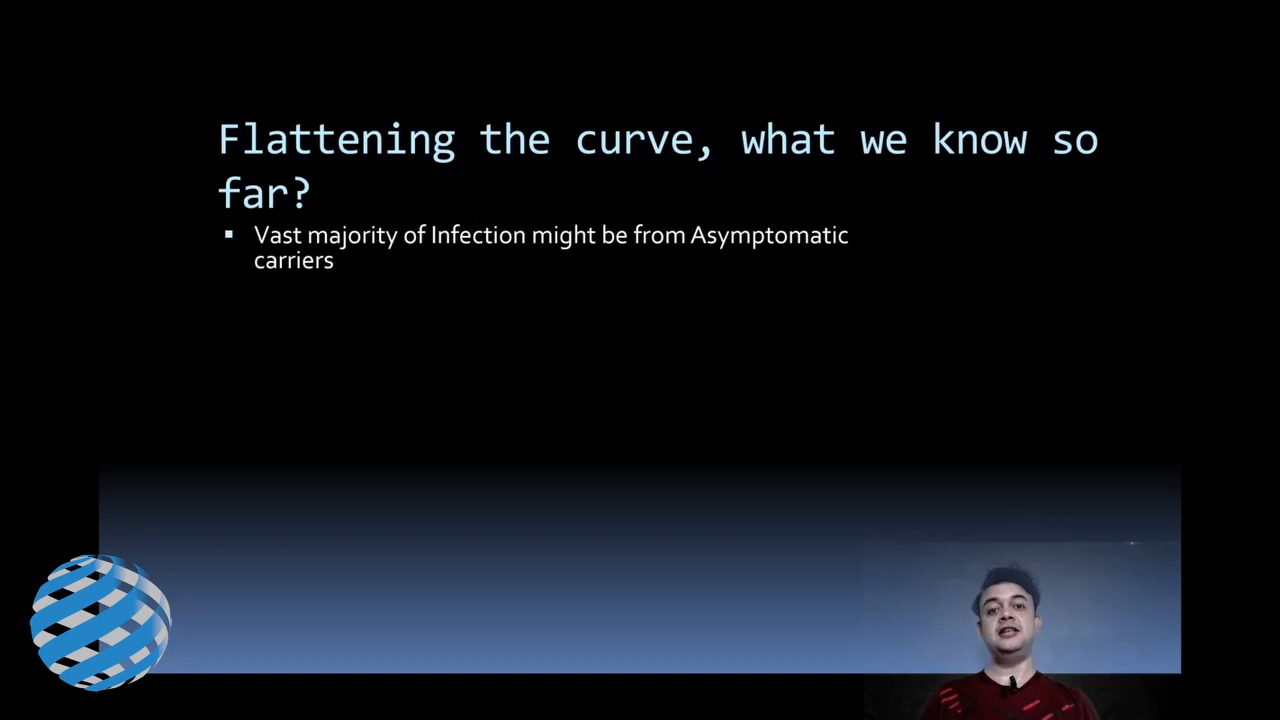 Flattening the curve, what we know so
far?
▪ Vast majority of Infection might be from Asymptomatic
carriers